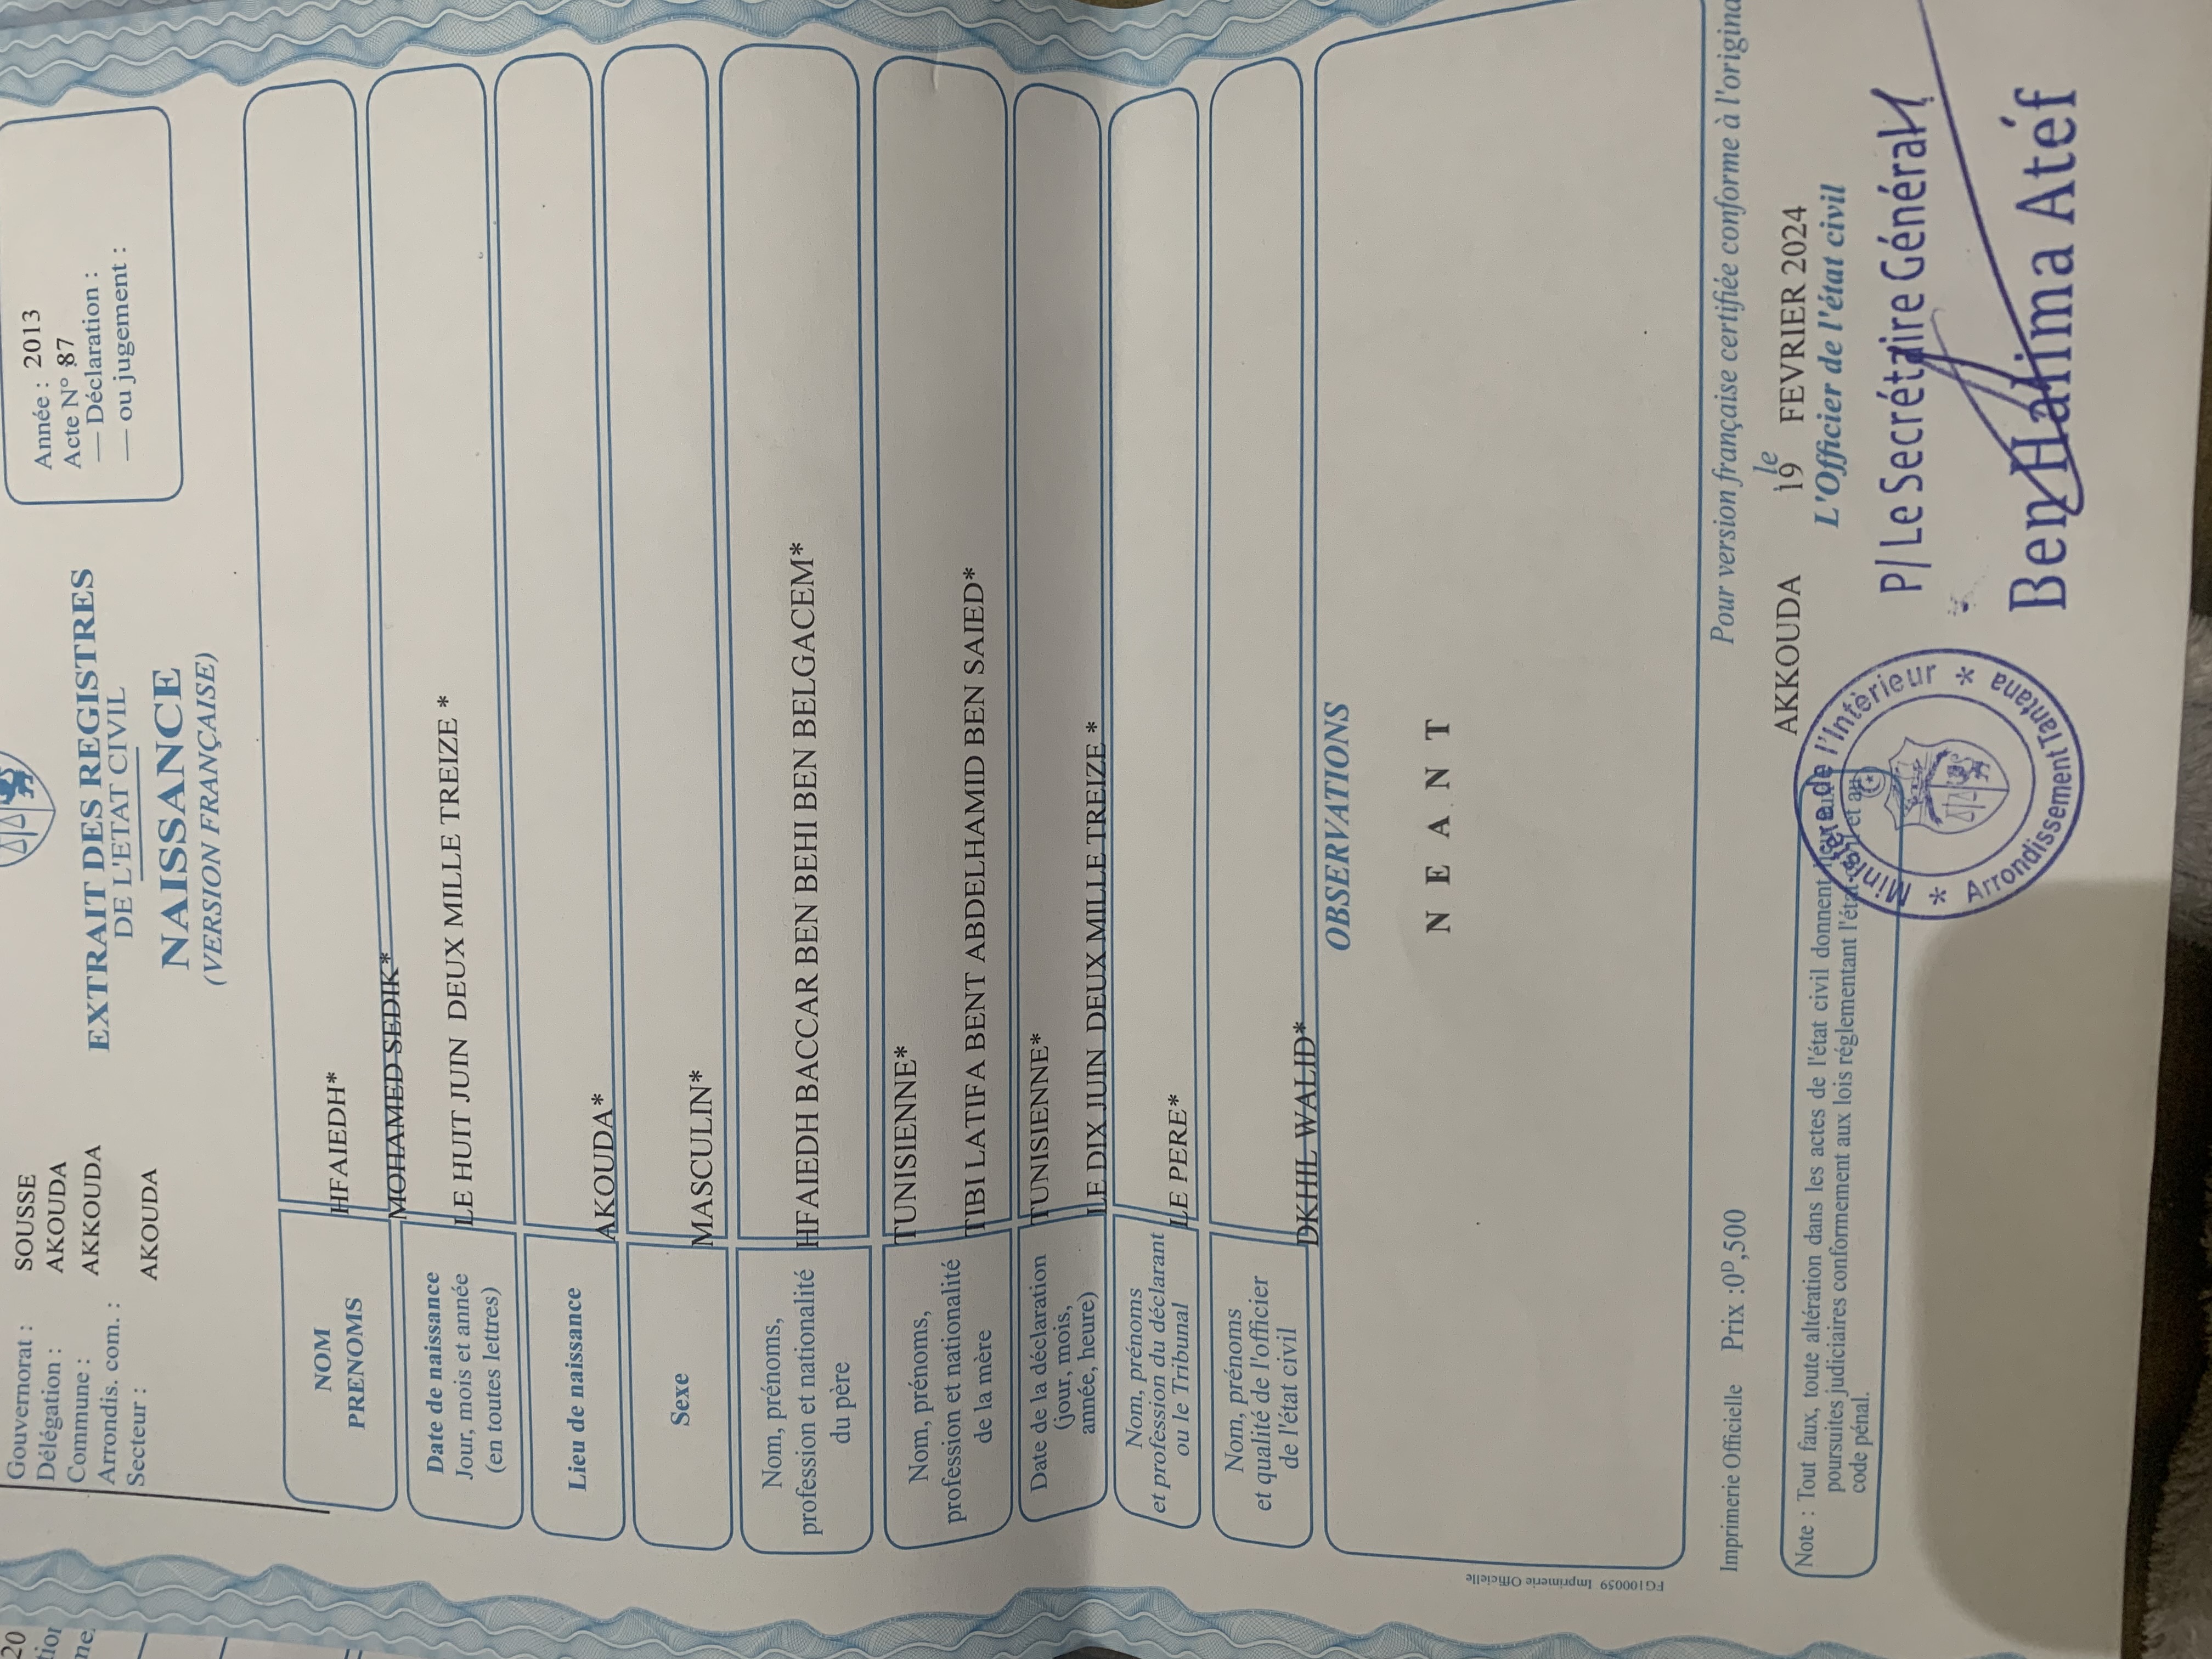 Gouvernorat : SOUSSE
Délégation : AKOUDA
Commune : AKKOUDA
Arrondis. com. :
Secteur : AKOUDA
EXTRAIT DES REGISTRES
DE L'ETAT CIVIL
NAISSANCE
(VERSION FRANÇAISE)
Année : 2013
Acte N° 87
— Déclaration :
— ou jugement :
NOM
PRENOMS
HFAIEDH*
MOHAMED SEDIK*
Date de naissance
Jour, mois et année
(en toutes lettres)
LE HUIT JUIN DEUX MILLE TREIZE *
Lieu de naissance
AKOUDA*
Sexe
MASCULIN*
Nom, prénoms,
profession et nationalité
du père
HFAIEDH BACCAR BEN BEHI BEN BELGACEM*
TUNISIENNE*
Nom, prénoms,
profession et nationalité
de la mère
TIBI LATIFA BENT ABDELHAMID BEN SAIED*
TUNISIENNE*
Date de la déclaration
(jour, mois,
année, heure)
LE DIX JUIN DEUX MILLE TREIZE *
Nom, prénoms
et profession du déclarant
ou le Tribunal
LE PERE*
Nom, prénoms
et qualité de l'officier
de l'état civil
DKHIL WALID*
OBSERVATIONS
N E A N T
FG100059 Imprimerie Officielle
Imprimerie Officielle Prix :0D,500
Pour version française certifiée conforme à l'origina
AKKOUDA le 19 FEVRIER 2024
L'Officier de l'état civil
P/ Le Secrétaire Général
Ben Halima Atéf
Ministère de l'Intèrieur * Arrondissement Tantana *
Note : Tout faux, toute altération dans les actes de l'état civil donnent
poursuites judiciaires conformement aux lois réglementant l'état et au
code pénal.
20